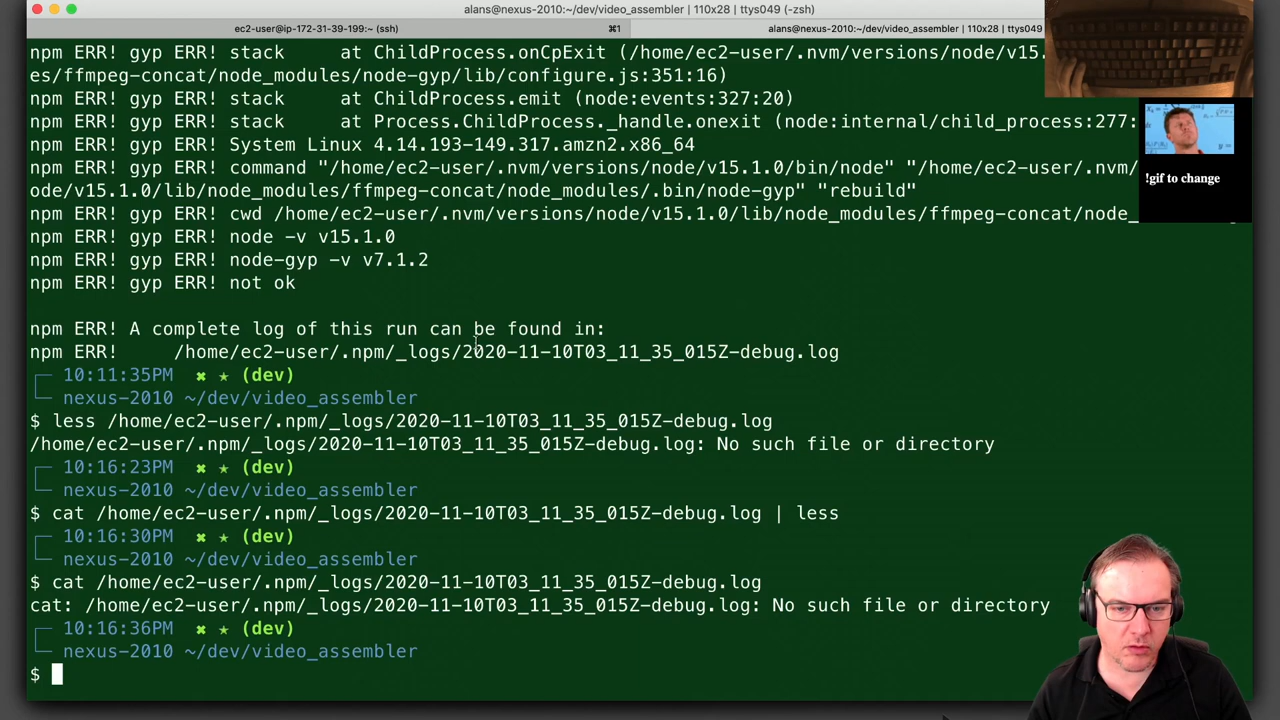 alans@nexus-2010:~/dev/video_assembler | 110x28 | ttys049 (-zsh)
ec2-user@ip-172-31-39-199:~ (ssh)
⌘1
alans@nexus-2010:~/dev/video_assembler | 110x28 | ttys049 (-zsh)
npm ERR! gyp ERR! stack     at ChildProcess.onCpExit (/home/ec2-user/.nvm/versions/node/v15.
es/ffmpeg-concat/node_modules/node-gyp/lib/configure.js:351:16)
npm ERR! gyp ERR! stack     at ChildProcess.emit (node:events:327:20)
npm ERR! gyp ERR! stack     at Process.ChildProcess._handle.onexit (node:internal/child_process:277:
npm ERR! gyp ERR! System Linux 4.14.193-149.317.amzn2.x86_64
npm ERR! gyp ERR! command "/home/ec2-user/.nvm/versions/node/v15.1.0/bin/node" "/home/ec2-user/.nvm/
ode/v15.1.0/lib/node_modules/ffmpeg-concat/node_modules/.bin/node-gyp" "rebuild"
npm ERR! gyp ERR! cwd /home/ec2-user/.nvm/versions/node/v15.1.0/lib/node_modules/ffmpeg-concat/node_
npm ERR! gyp ERR! node -v v15.1.0
npm ERR! gyp ERR! node-gyp -v v7.1.2
npm ERR! gyp ERR! not ok
npm ERR! A complete log of this run can be found in:
npm ERR!     /home/ec2-user/.npm/_logs/2020-11-10T03_11_35_015Z-debug.log
10:11:35PM ✖ ★ (dev)
nexus-2010 ~/dev/video_assembler
$ less /home/ec2-user/.npm/_logs/2020-11-10T03_11_35_015Z-debug.log
/home/ec2-user/.npm/_logs/2020-11-10T03_11_35_015Z-debug.log: No such file or directory
10:16:23PM ✖ ★ (dev)
nexus-2010 ~/dev/video_assembler
$ cat /home/ec2-user/.npm/_logs/2020-11-10T03_11_35_015Z-debug.log | less
10:16:30PM ✖ ★ (dev)
nexus-2010 ~/dev/video_assembler
$ cat /home/ec2-user/.npm/_logs/2020-11-10T03_11_35_015Z-debug.log
cat: /home/ec2-user/.npm/_logs/2020-11-10T03_11_35_015Z-debug.log: No such file or directory
10:16:36PM ✖ ★ (dev)
nexus-2010 ~/dev/video_assembler
$
!gif to change